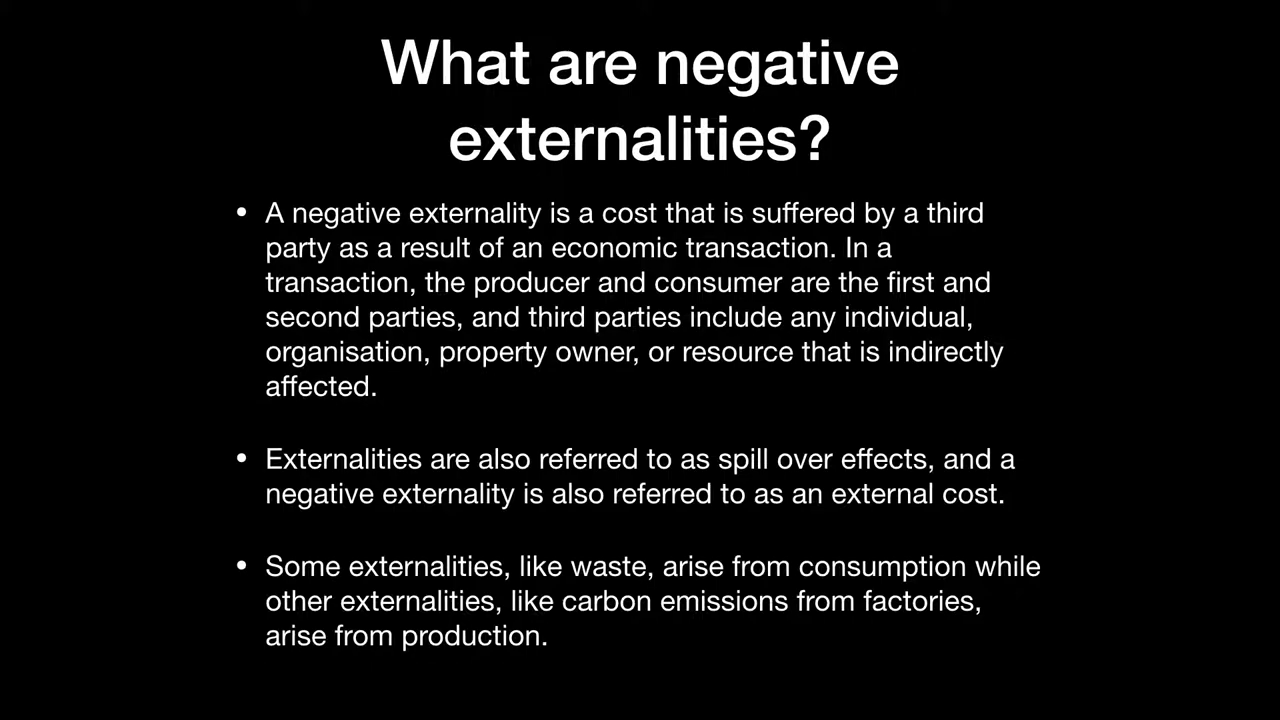 What are negative
externalities?
• A negative externality is a cost that is suffered by a third
party as a result of an economic transaction. In a
transaction, the producer and consumer are the first and
second parties, and third parties include any individual,
organisation, property owner, or resource that is indirectly
affected.
• Externalities are also referred to as spill over effects, and a
negative externality is also referred to as an external cost.
• Some externalities, like waste, arise from consumption while
other externalities, like carbon emissions from factories,
arise from production.